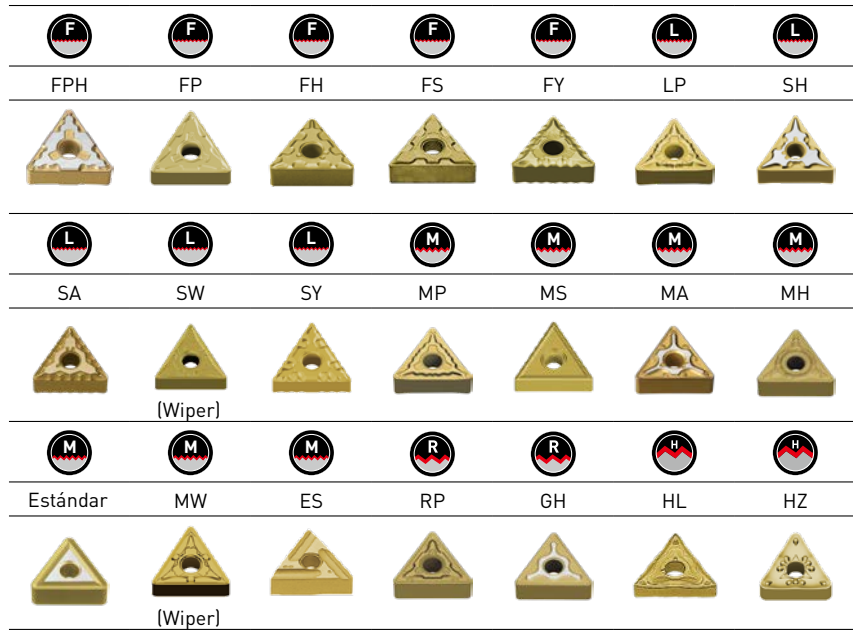 F F F F F L L
FPH FP FH FS FY LP SH
L L L M M M M
SA SW SY MP MS MA MH
(Wiper)
M M M R R H H
Estándar MW ES RP GH HL HZ
(Wiper)